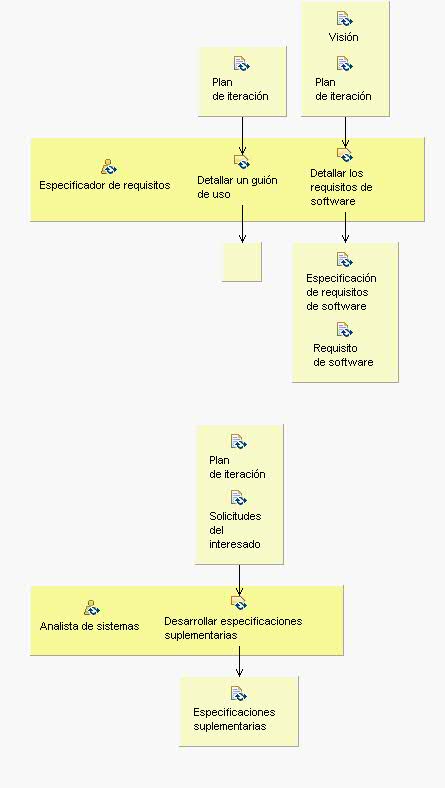 Visión
Plan
de iteración
Plan
de iteración
Especificador de requisitos
Detallar un guión
de uso
Detallar los
requisitos de
software
Especificación
de requisitos
de software
Requisito
de software
Plan
de iteración
Solicitudes
del
interesado
Analista de sistemas
Desarrollar especificaciones
suplementarias
Especificaciones
suplementarias